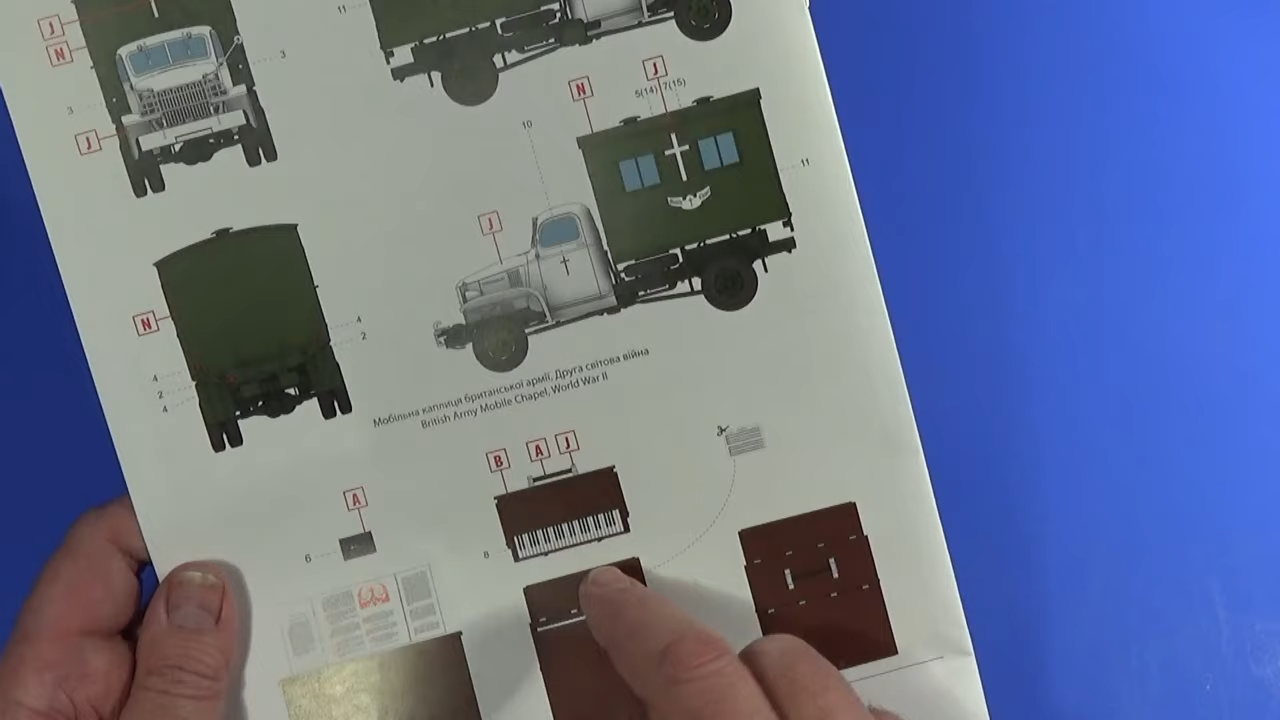 11
J
N
3
3
J
N
J
5(14) 7(15)
10
11
J
N
4
2
4
2
4
Мобільна каплиця британської армії, Друга світова війна
British Army Mobile Chapel, World War II
B
A
J
A
6
8